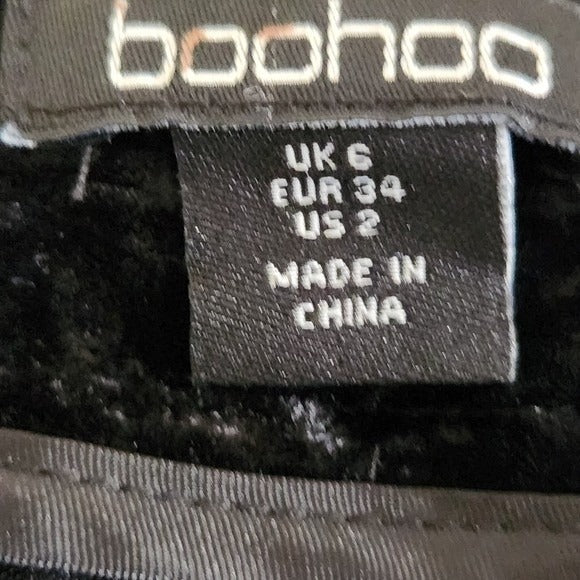 boohoo
UK 6
EUR 34
US 2
MADE IN
CHINA